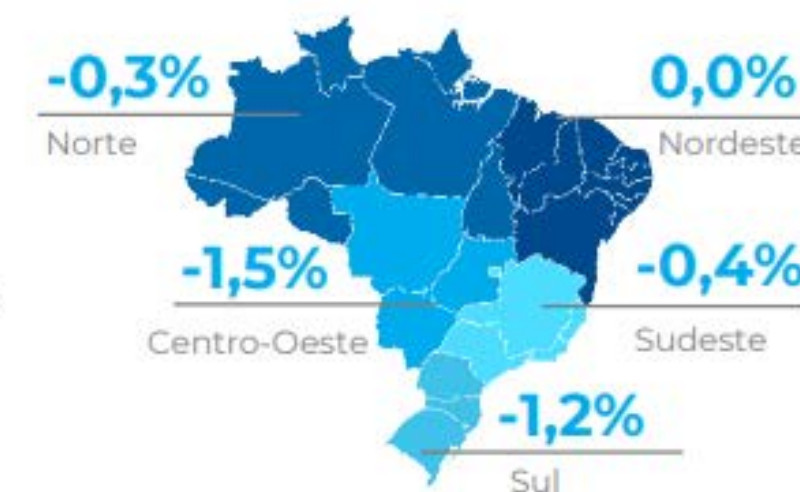 -0,3%
Norte
0,0%
Nordeste
-1,5%
Centro-Oeste
-0,4%
Sudeste
-1,2%
Sul